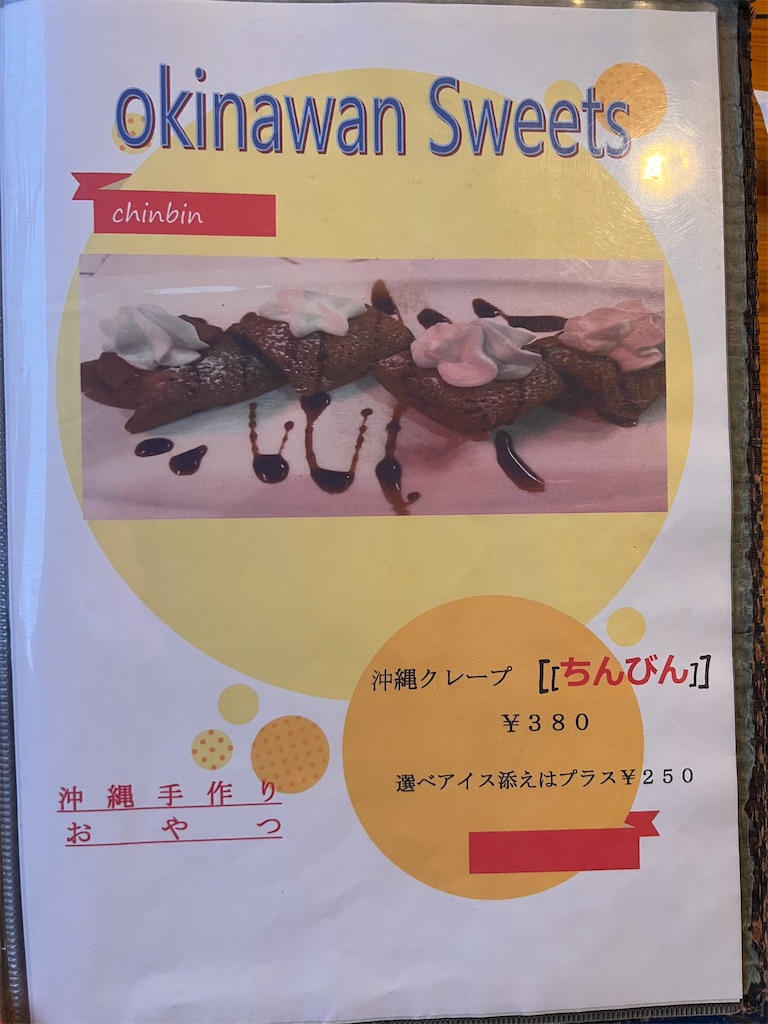 okinawan Sweets
chinbin
沖縄クレープ [[ちんびん]]
￥３８０
選べアイス添えはプラス￥２５０
沖縄手作り
おやつ